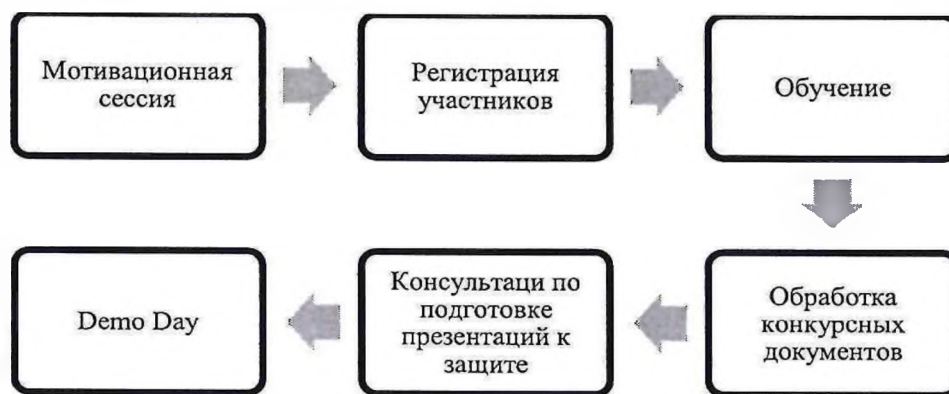 Мотивационная
сессия
Регистрация
участников
Обучение
Обработка
конкурсных
документов
Консультаци по
подготовке
презентаций к
защите
Demo Day